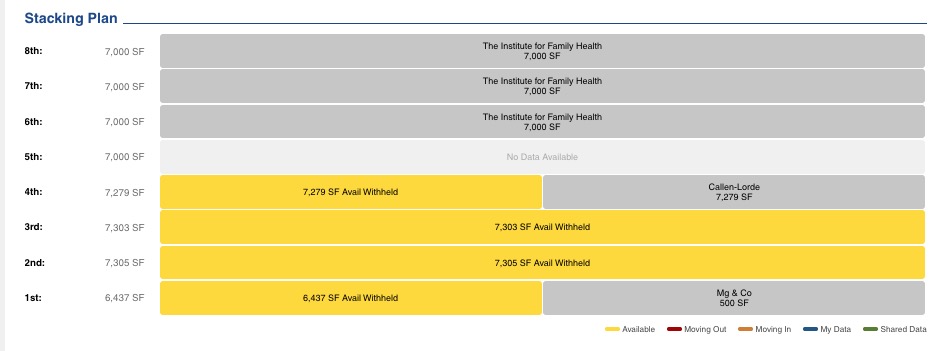 Stacking Plan
8th: 7,000 SF The Institute for Family Health
7,000 SF
7th: 7,000 SF The Institute for Family Health
7,000 SF
6th: 7,000 SF The Institute for Family Health
7,000 SF
5th: 7,000 SF No Data Available
4th: 7,279 SF 7,279 SF Avail Withheld Callen-Lorde
7,279 SF
3rd: 7,303 SF 7,303 SF Avail Withheld
2nd: 7,305 SF 7,305 SF Avail Withheld
1st: 6,437 SF 6,437 SF Avail Withheld Mg & Co
500 SF
Available Moving Out Moving In My Data Shared Data